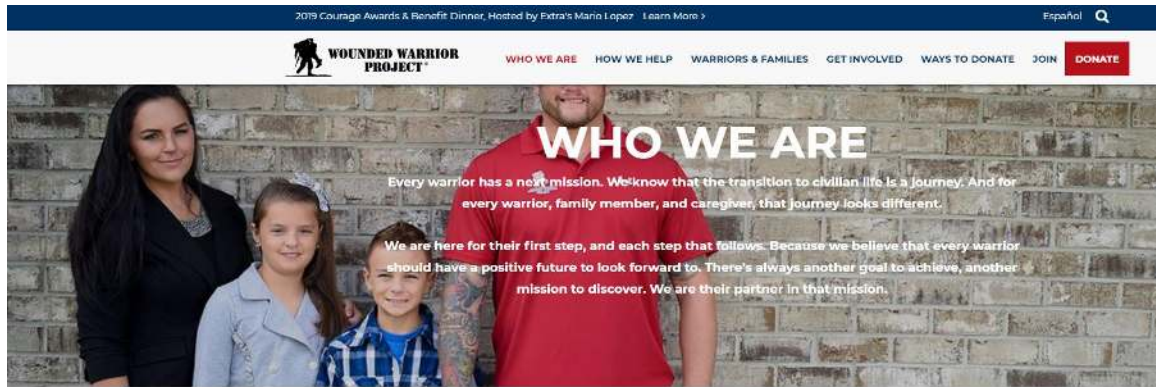 2019 Courage Awards & Benefit Dinner, Hosted by Extra's Mario Lopez Learn More >
Español
WOUNDED WARRIOR
PROJECT®
WHO WE ARE
HOW WE HELP
WARRIORS & FAMILIES
GET INVOLVED
WAYS TO DONATE
JOIN
DONATE
WHO WE ARE
Every warrior has a next mission. We know that the transition to civilian life is a journey. And for
every warrior, family member, and caregiver, that journey looks different.
We are here for their first step, and each step that follows. Because we believe that every warrior
should have a positive future to look forward to. There's always another goal to achieve, another
mission to discover. We are their partner in that mission.